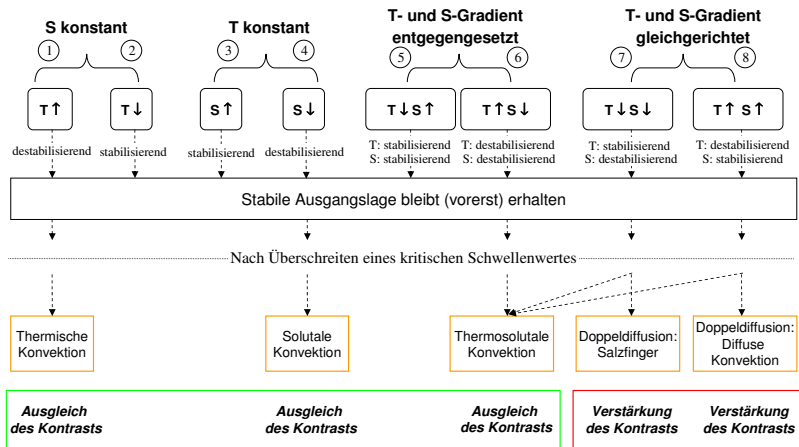 S konstant
T konstant
T- und S-Gradient
entgegengesetzt
T- und S-Gradient
gleichgerichtet
1
2
3
4
5
6
7
8
T↑
T↓
S↑
S↓
T↓S↑
T↑S↓
T↓S↓
T↑ S↑
destabilisierend
stabilisierend
stabilisierend
destabilisierend
T: stabilisierend
S: stabilisierend
T: destabilisierend
S: destabilisierend
T: stabilisierend
S: destabilisierend
T: destabilisierend
S: stabilisierend
Stabile Ausgangslage bleibt (vorerst) erhalten
Nach Überschreiten eines kritischen Schwellenwertes
Thermische
Konvektion
Solutale
Konvektion
Thermosolutale
Konvektion
Doppeldiffusion:
Salzfinger
Doppeldiffusion:
Diffuse
Konvektion
Ausgleich
des Kontrasts
Ausgleich
des Kontrasts
Ausgleich
des Kontrasts
Verstärkung
des Kontrasts
Verstärkung
des Kontrasts